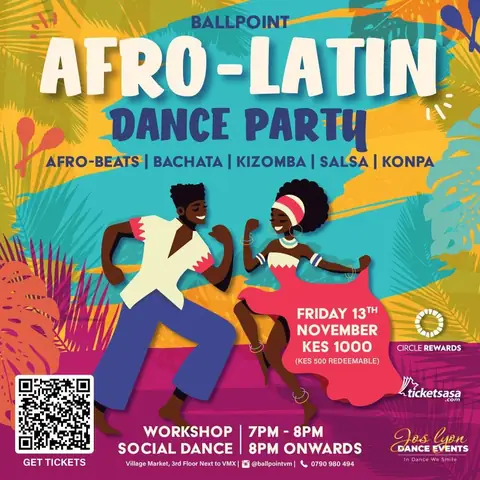 BALLPOINT
AFRO-LATIN
DANCE PARTY
AFRO-BEATS | BACHATA | KIZOMBA | SALSA | KONPA
FRIDAY 13TH
NOVEMBER
KES 1000
(KES 500 REDEEMABLE)
CIRCLE REWARDS
ticketsasa
.com
Jos Lyon
DANCE EVENTS
In Dance We Smile
WORKSHOP | 7PM - 8PM
SOCIAL DANCE | 8PM ONWARDS
Village Market, 3rd Floor Next to VMX | @ballpointvm | 0790 980 494
GET TICKETS